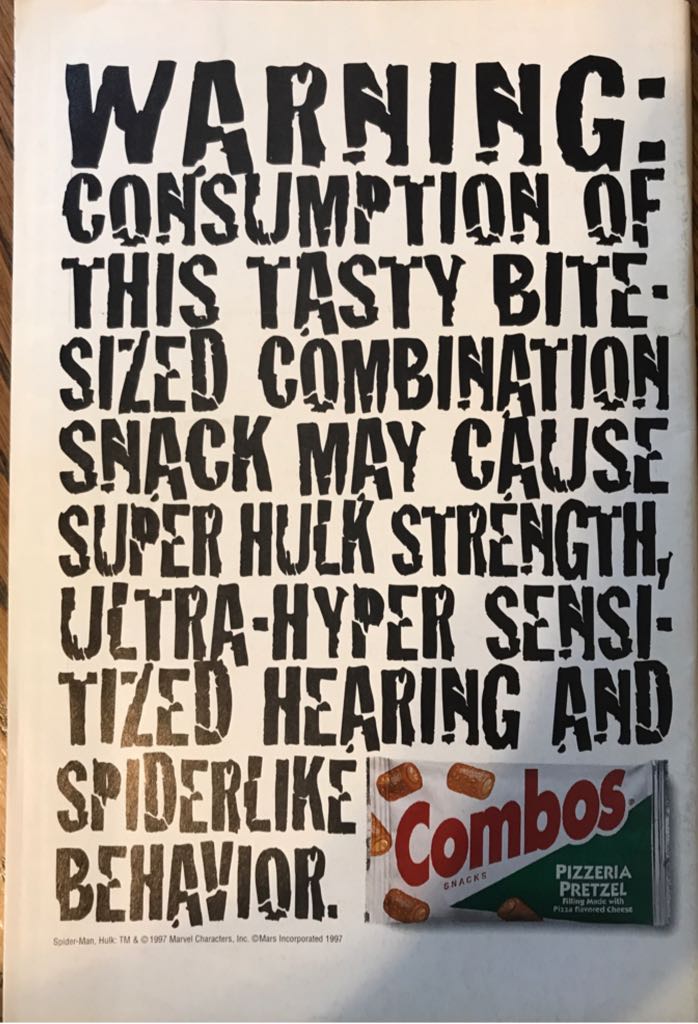 WARNING:
CONSUMPTION OF
THIS TASTY BITE-
SIZED COMBINATION
SNACK MAY CAUSE
SUPER HULK STRENGTH,
ULTRA-HYPER SENSI-
TIZED HEARING AND
SPIDERLIKE
BEHAVIOR.
Combos®
SNACKS
PIZZERIA
PRETZEL
Filling Made with
Pizza Flavored Cheese
Spider-Man, Hulk: TM & © 1997 Marvel Characters, Inc. ©Mars Incorporated 1997